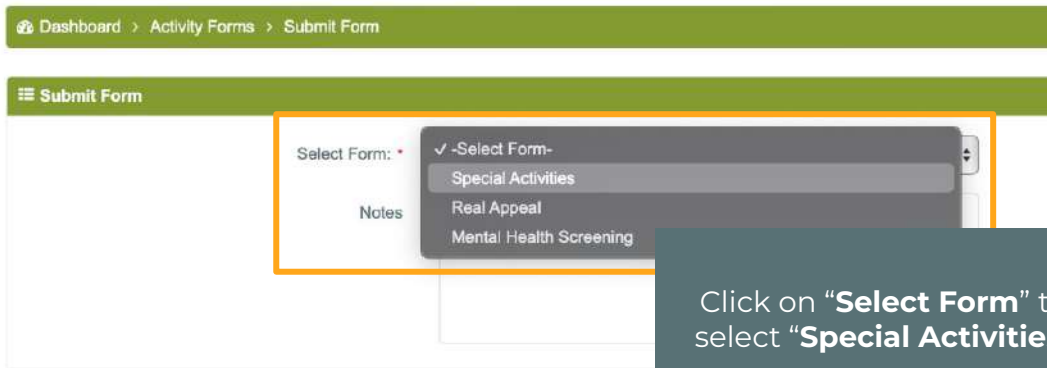 Dashboard > Activity Forms > Submit Form
Submit Form
Select Form: *
✓ -Select Form-
Special Activities
Real Appeal
Mental Health Screening
Notes
Click on “Select Form” t
select “Special Activitie